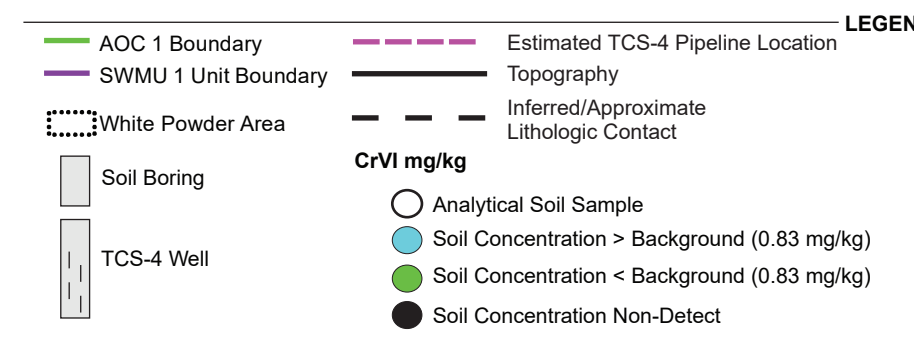 LEGEN
AOC 1 Boundary
SWMU 1 Unit Boundary
White Powder Area
Soil Boring
TCS-4 Well
Estimated TCS-4 Pipeline Location
Topography
Inferred/Approximate
Lithologic Contact
CrVI mg/kg
Analytical Soil Sample
Soil Concentration > Background (0.83 mg/kg)
Soil Concentration < Background (0.83 mg/kg)
Soil Concentration Non-Detect